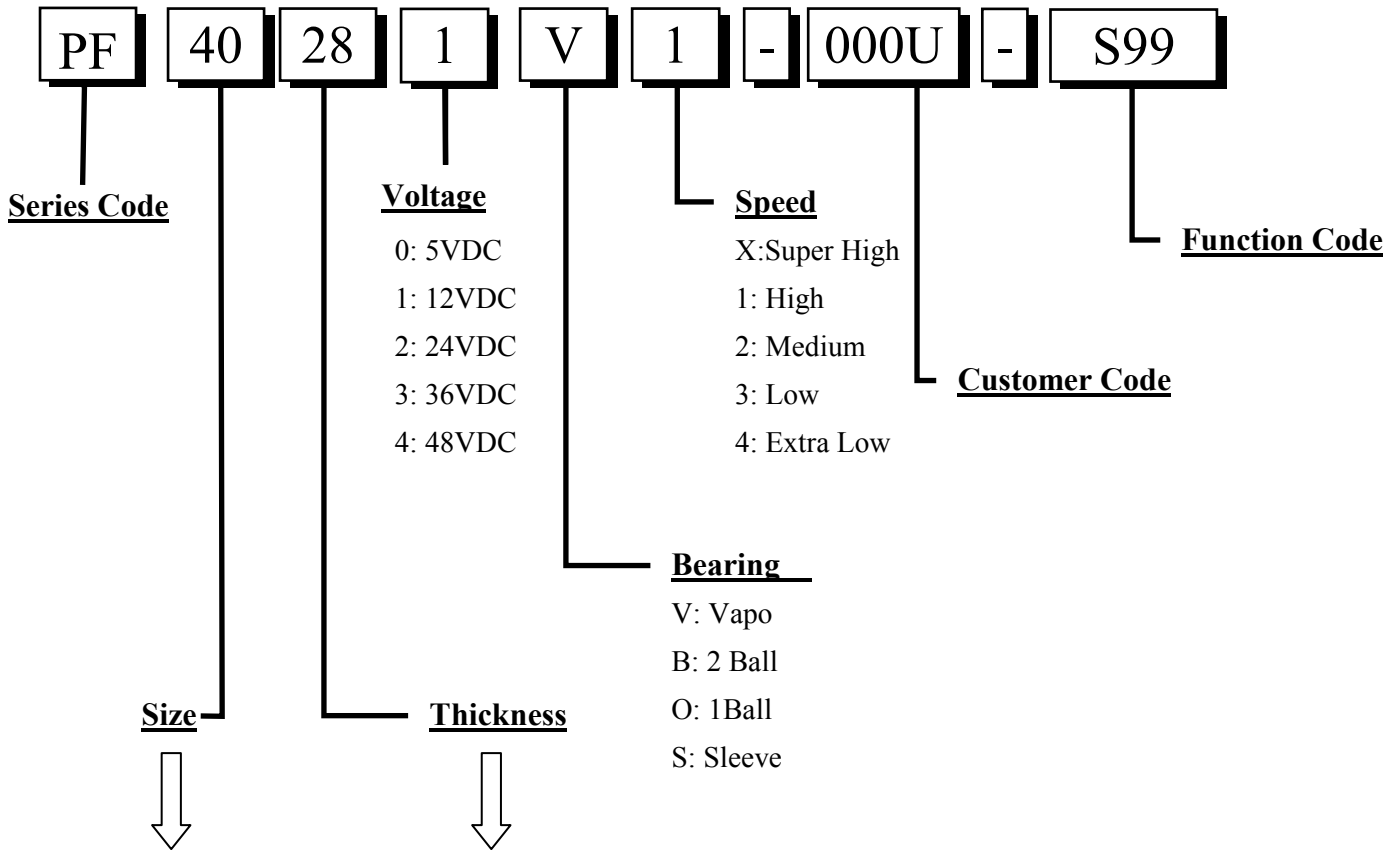 PF 40 28 1 V 1 - 000U - S99
Series Code
Voltage
0: 5VDC
1: 12VDC
2: 24VDC
3: 36VDC
4: 48VDC
Speed
X:Super High
1: High
2: Medium
3: Low
4: Extra Low
Function Code
Customer Code
Bearing
V: Vapo
B: 2 Ball
O: 1Ball
S: Sleeve
Size
Thickness